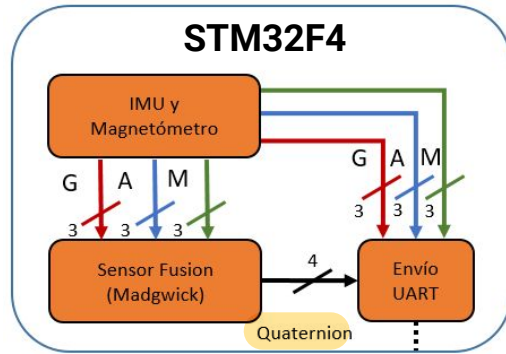 STM32F4
IMU y
Magnetómetro
G A M
G A M
3 3 3
3 3 3
Sensor Fusion
(Madgwick)
4
Envío
UART
Quaternion